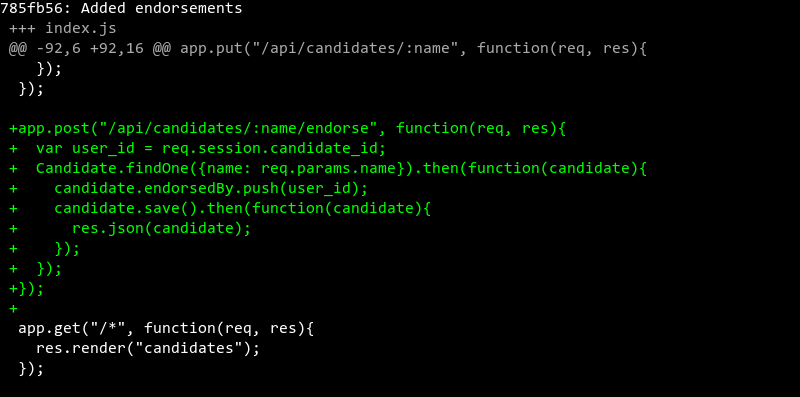 785fb56: Added endorsements
+++ index.js
@@ -92,6 +92,16 @@ app.put("/api/candidates/:name", function(req, res){
    });
  });

+app.post("/api/candidates/:name/endorse", function(req, res){
+  var user_id = req.session.candidate_id;
+  Candidate.findOne({name: req.params.name}).then(function(candidate){
+    candidate.endorsedBy.push(user_id);
+    candidate.save().then(function(candidate){
+      res.json(candidate);
+    });
+  });
+});
+
 app.get("/*", function(req, res){
   res.render("candidates");
 });